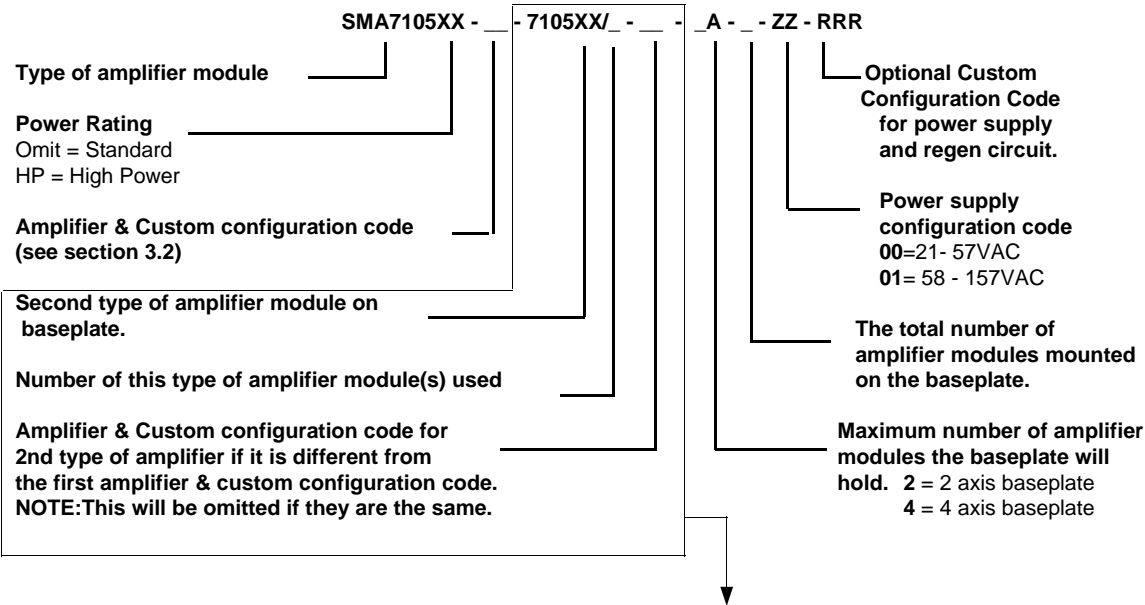 SMA7105XX - __ - 7105XX/_ - __ - _A - _ - ZZ - RRR
Type of amplifier module
Power Rating
Omit = Standard
HP = High Power
Amplifier & Custom configuration code
(see section 3.2)
Second type of amplifier module on
baseplate.
Number of this type of amplifier module(s) used
Amplifier & Custom configuration code for
2nd type of amplifier if it is different from
the first amplifier & custom configuration code.
NOTE:This will be omitted if they are the same.
Optional Custom
Configuration Code
for power supply
and regen circuit.
Power supply
configuration code
00=21- 57VAC
01= 58 - 157VAC
The total number of
amplifier modules mounted
on the baseplate.
Maximum number of amplifier
modules the baseplate will
hold. 2 = 2 axis baseplate
4 = 4 axis baseplate